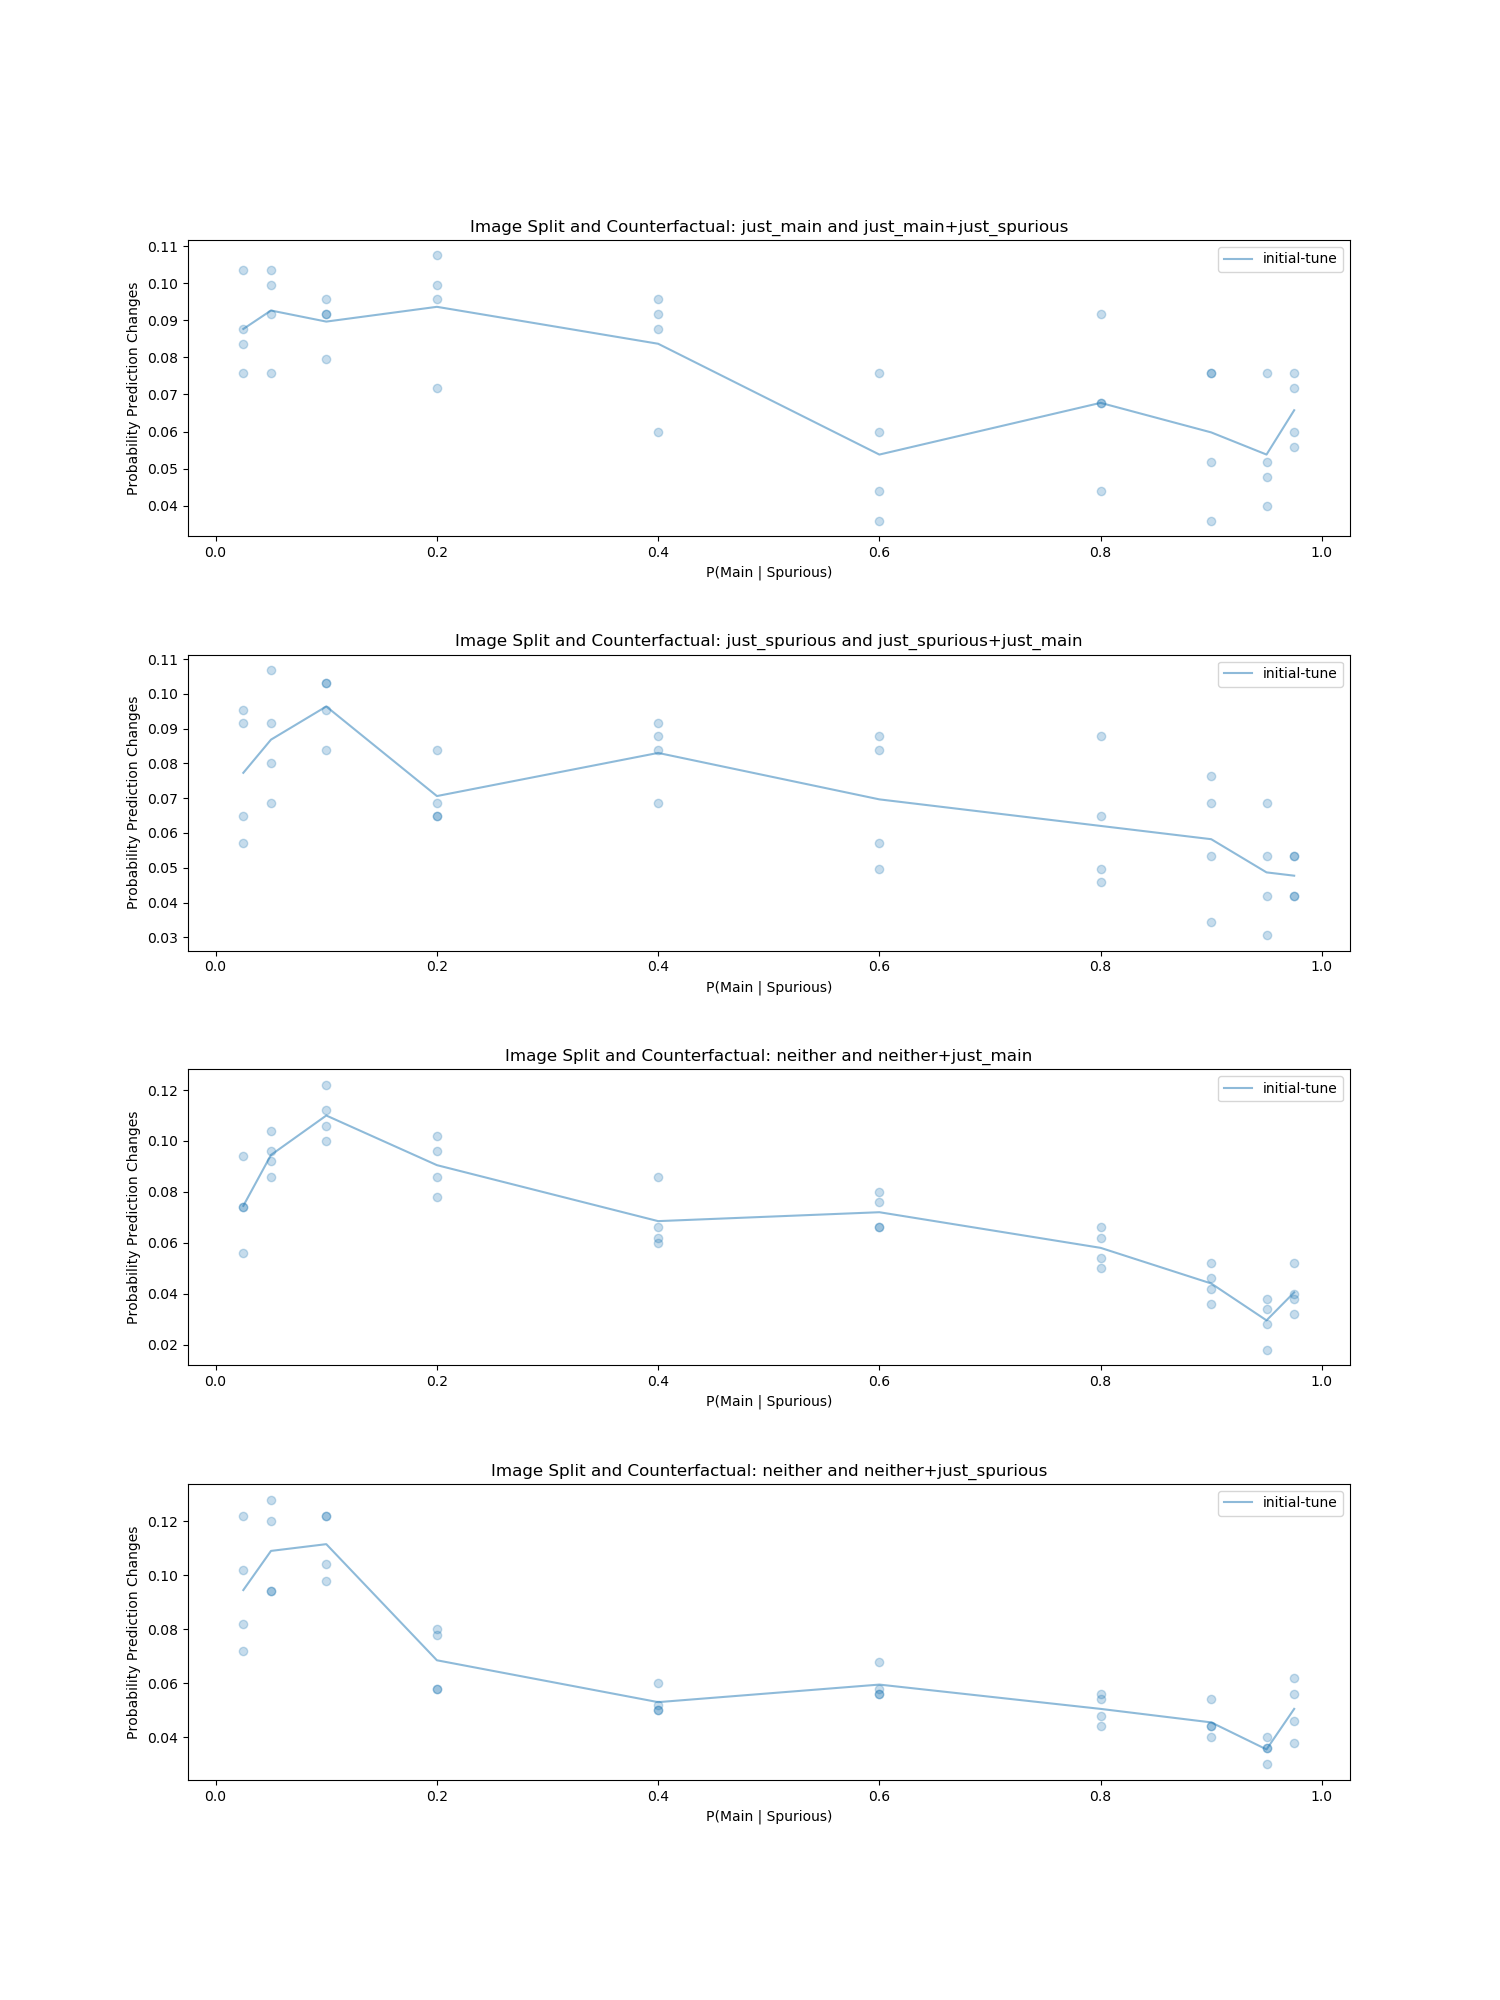 Image Split and Counterfactual: just_main and just_main+just_spurious
initial-tune
Probability Prediction Changes
0.11
0.10
0.09
0.08
0.07
0.06
0.05
0.04
0.0 0.2 0.4 0.6 0.8 1.0
P(Main | Spurious)
Image Split and Counterfactual: just_spurious and just_spurious+just_main
initial-tune
Probability Prediction Changes
0.11
0.10
0.09
0.08
0.07
0.06
0.05
0.04
0.03
0.0 0.2 0.4 0.6 0.8 1.0
P(Main | Spurious)
Image Split and Counterfactual: neither and neither+just_main
initial-tune
Probability Prediction Changes
0.12
0.10
0.08
0.06
0.04
0.02
0.0 0.2 0.4 0.6 0.8 1.0
P(Main | Spurious)
Image Split and Counterfactual: neither and neither+just_spurious
initial-tune
Probability Prediction Changes
0.12
0.10
0.08
0.06
0.04
0.0 0.2 0.4 0.6 0.8 1.0
P(Main | Spurious)